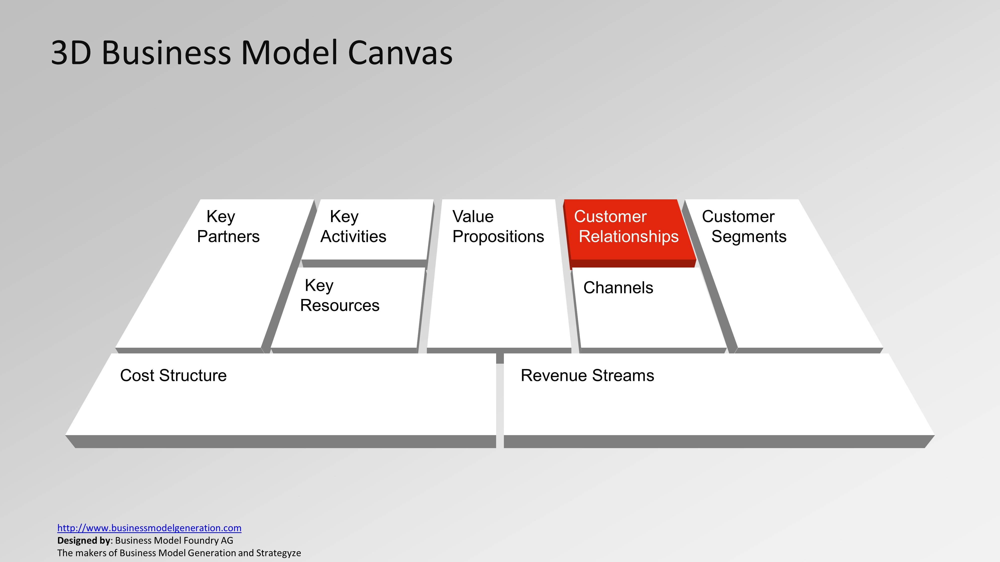 3D Business Model Canvas
Key
Partners
Key
Activities
Key
Resources
Value
Propositions
Customer
Relationships
Channels
Customer
Segments
Cost Structure
Revenue Streams
http://www.businessmodelgeneration.com
Designed by: Business Model Foundry AG
The makers of Business Model Generation and Strategyze